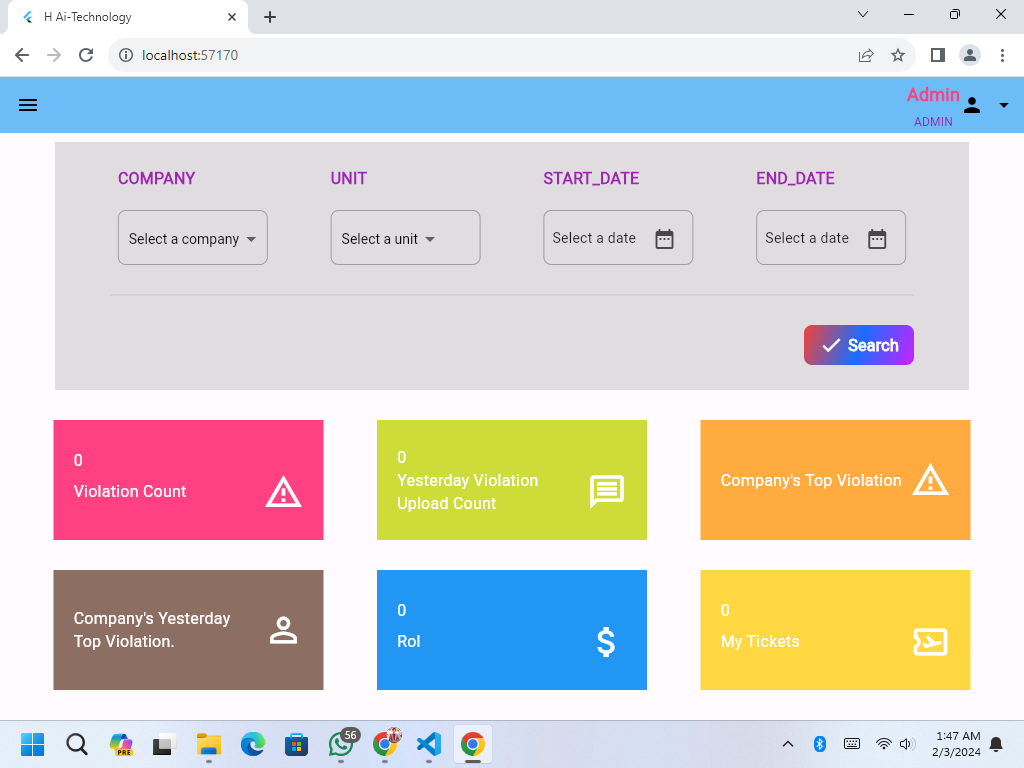 H Ai-Technology
localhost:57170
Admin
ADMIN
COMPANY UNIT START_DATE END_DATE
Select a company Select a unit Select a date Select a date
Search
0
Violation Count
0
Yesterday Violation
Upload Count
Company's Top Violation
Company's Yesterday
Top Violation.
0
RoI
0
My Tickets
PRE
56
1:47 AM
2/3/2024